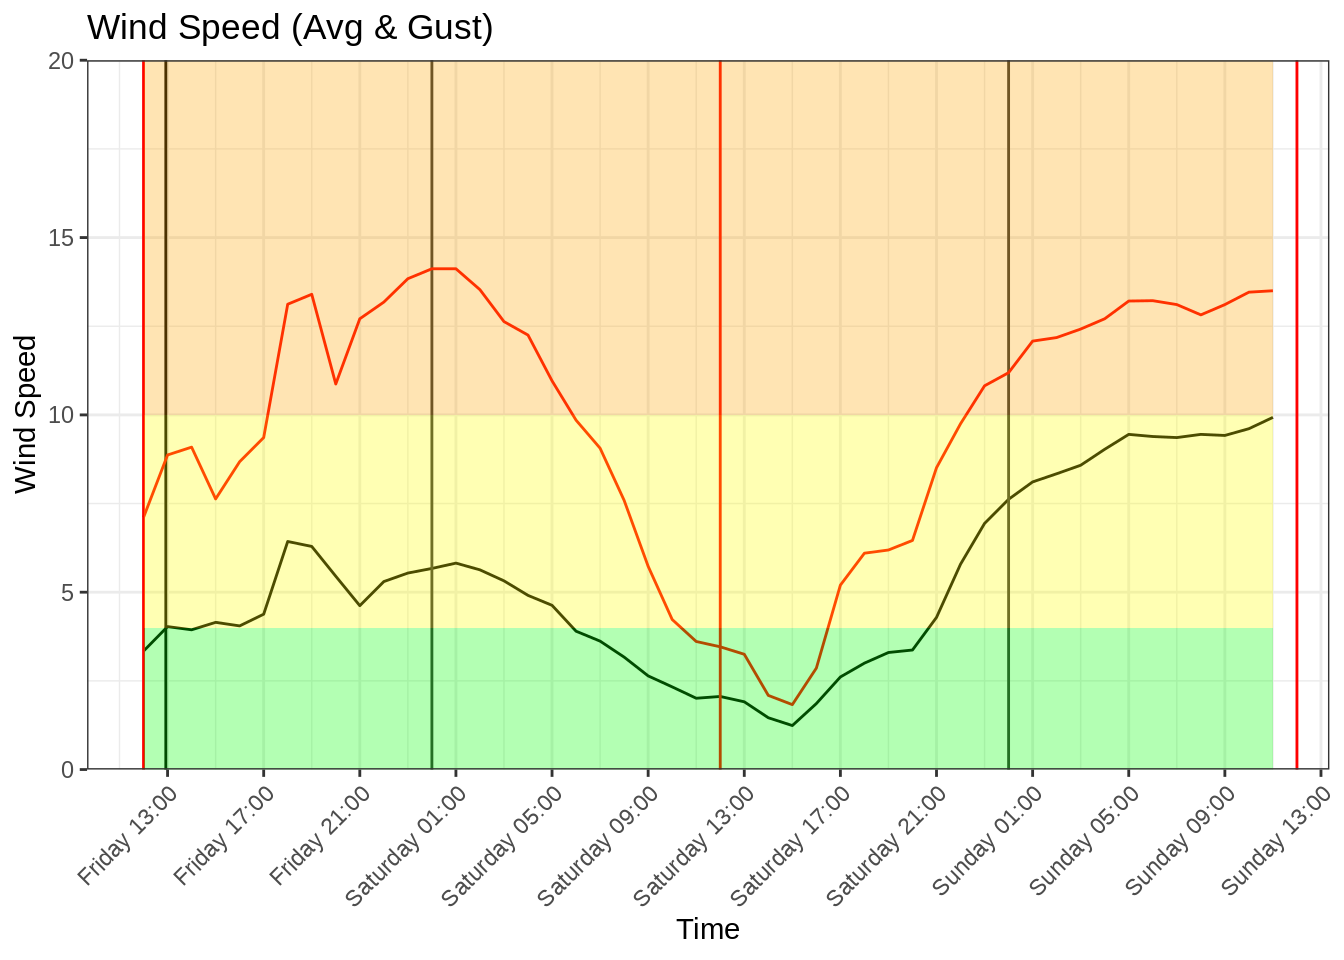 Wind Speed (Avg & Gust)
20
15
10
5
0
Wind Speed
Friday 13:00
Friday 17:00
Friday 21:00
Saturday 01:00
Saturday 05:00
Saturday 09:00
Saturday 13:00
Saturday 17:00
Saturday 21:00
Sunday 01:00
Sunday 05:00
Sunday 09:00
Sunday 13:00
Time